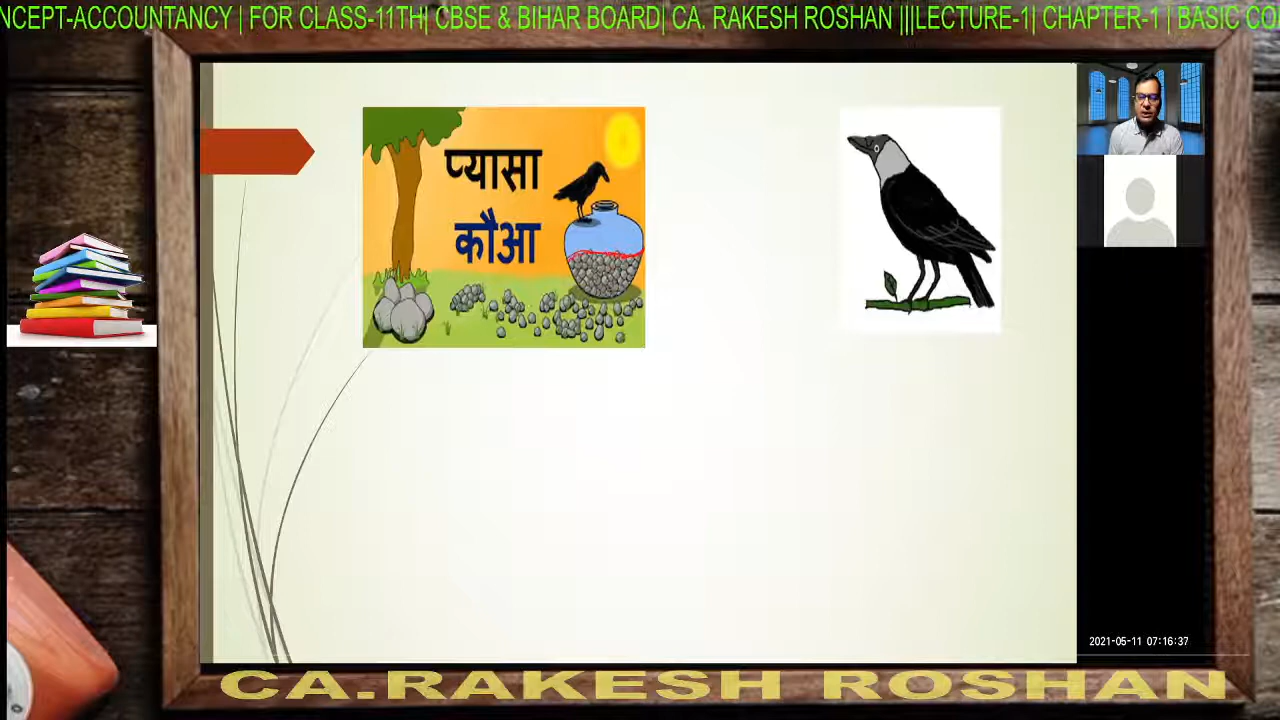 NCEPT-ACCOUNTANCY | FOR CLASS-11TH| CBSE & BIHAR BOARD| CA. RAKESH ROSHAN |||LECTURE-1| CHAPTER-1 | BASIC CO
प्यासा
कौआ
2021-05-11 07:16:37
CA.RAKESH ROSHAN